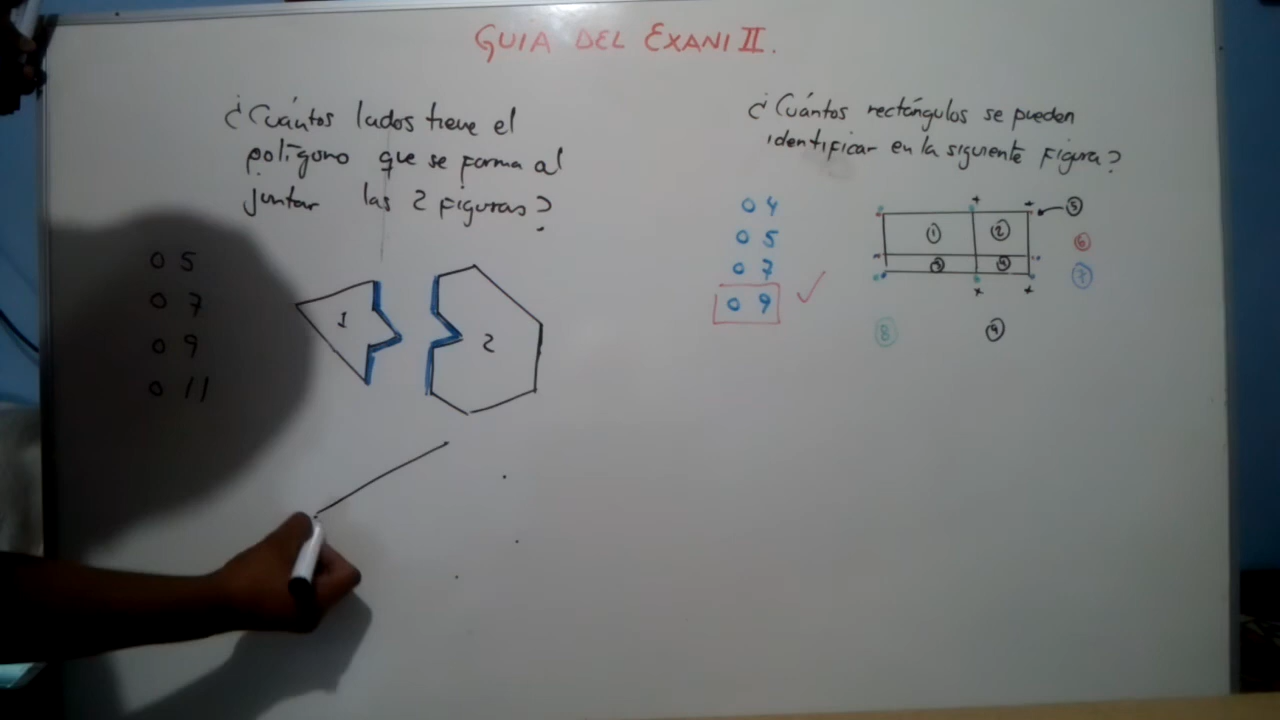 GUIA DEL EXANI II.
¿Cuántos lados tiene el
polígono que se forma al
juntar las 2 figuras?
o 5
o 7
o 9
o 11
1
2
¿Cuántos rectángulos se pueden
identificar en la siguiente figura?
o 4
o 5
o 7
o 9 ✓
1
2
3
4
5
6
7
8
9